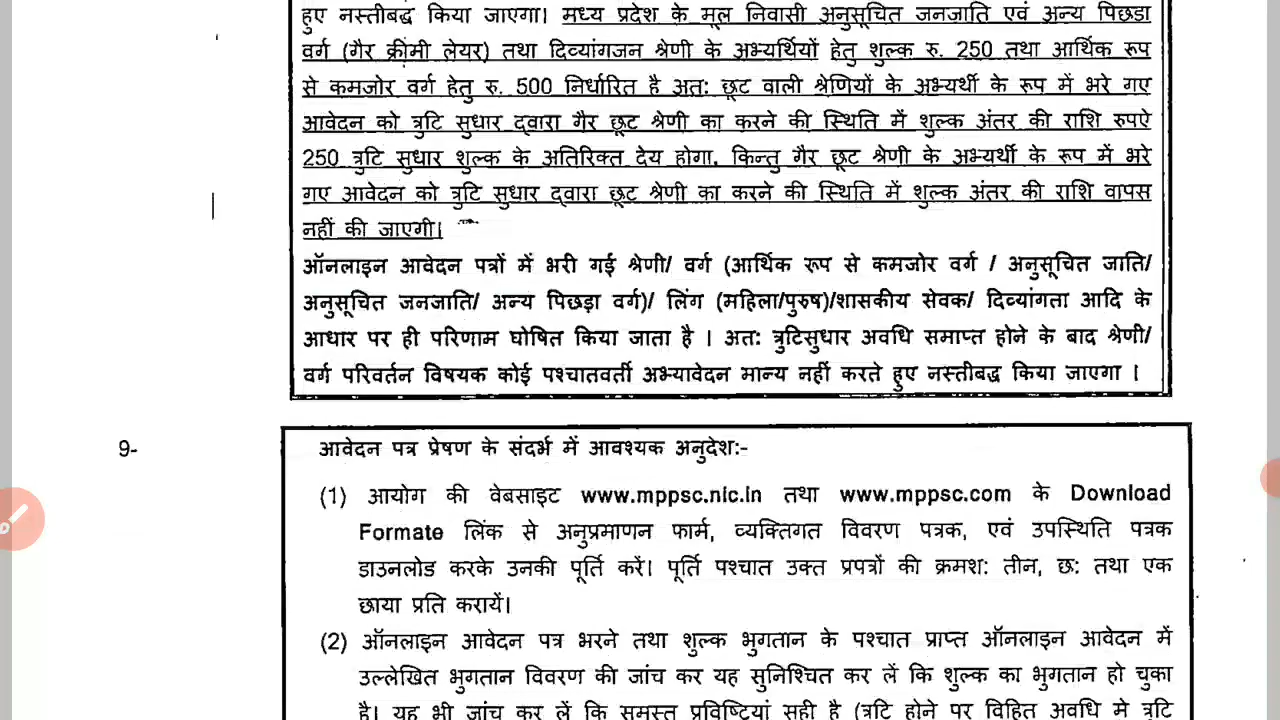 हुए नस्तीबद्ध किया जाएगा। मध्य प्रदेश के मूल निवासी अनुसूचित जनजाति एवं अन्य पिछड़ा
वर्ग (गैर क्रीमी लेयर) तथा दिव्यांगजन श्रेणी के अभ्यर्थियों हेतु शुल्क रु. 250 तथा आर्थिक रूप
से कमजोर वर्ग हेतु रु. 500 निर्धारित है अत: छूट वाली श्रेणियों के अभ्यर्थी के रूप में भरे गए
आवेदन को त्रुटि सुधार द्वारा गैर छूट श्रेणी का करने की स्थिति में शुल्क अंतर की राशि रुपऐ
250 त्रुटि सुधार शुल्क के अतिरिक्त देय होगा. किन्तु गैर छूट श्रेणी के अभ्यर्थी के रूप में भरे
गए आवेदन को त्रुटि सुधार द्वारा छूट श्रेणी का करने की स्थिति में शुल्क अंतर की राशि वापस
नहीं की जाएगी।
ऑनलाइन आवेदन पत्रों में भरी गई श्रेणी/ वर्ग (आर्थिक रूप से कमजोर वर्ग / अनुसूचित जाति/
अनुसूचित जनजाति/ अन्य पिछड़ा वर्ग)/ लिंग (महिला/पुरुष)/शासकीय सेवक/ दिव्यांगता आदि के
आधार पर ही परिणाम घोषित किया जाता है । अत: त्रुटिसुधार अवधि समाप्त होने के बाद श्रेणी/
वर्ग परिवर्तन विषयक कोई पश्चातवर्ती अभ्यावेदन मान्य नहीं करते हुए नस्तीबद्ध किया जाएगा ।
9- आवेदन पत्र प्रेषण के संदर्भ में आवश्यक अनुदेश:-
(1) आयोग की वेबसाइट www.mppsc.nic.in तथा www.mppsc.com के Download
Formate लिंक से अनुप्रमाणन फार्म, व्यक्तिगत विवरण पत्रक, एवं उपस्थिति पत्रक
डाउनलोड करके उनकी पूर्ति करें। पूर्ति पश्चात उक्त प्रपत्रों की क्रमश: तीन, छ: तथा एक
छाया प्रति करायें।
(2) ऑनलाइन आवेदन पत्र भरने तथा शुल्क भुगतान के पश्चात प्राप्त ऑनलाइन आवेदन में
उल्लेखित भुगतान विवरण की जांच कर यह सुनिश्चित कर लें कि शुल्क का भुगतान हो चुका
है। यह भी जांच कर लें कि समस्त प्रविष्टियां सही है (त्रुटि होने पर विहित अवधि मे त्रुटि